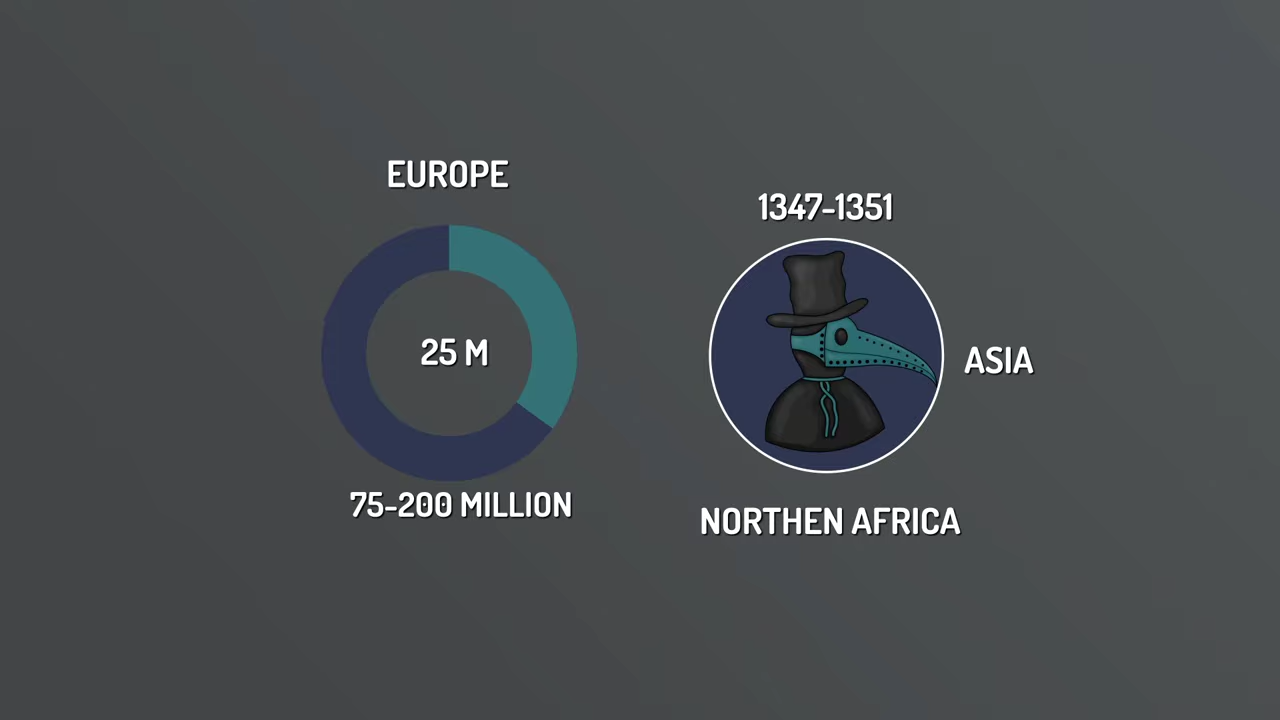 EUROPE
25 M
75-200 MILLION
1347-1351
ASIA
NORTHEN AFRICA